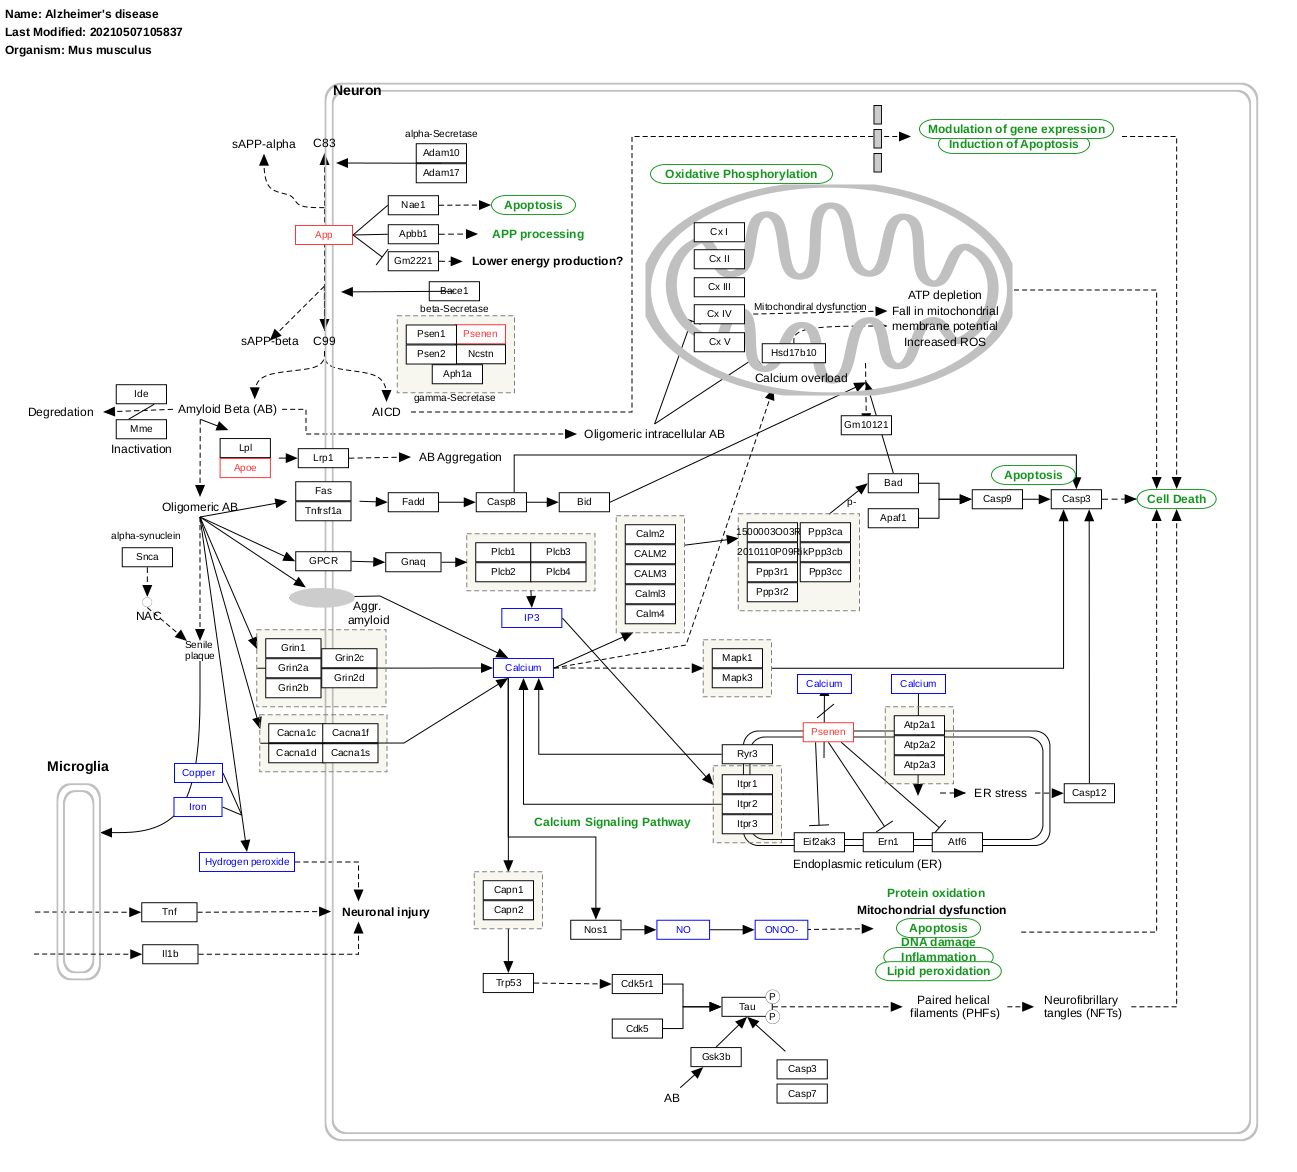 Name: Alzheimer's disease
Last Modified: 20210507105837
Organism: Mus musculus
Neuron
sAPP-alpha
C83
alpha-Secretase
Adam10
Adam17
Nae1
Apoptosis
App
Apbb1
APP processing
Gm2221
Lower energy production?
Bace1
beta-Secretase
Psen1
Psenen
Psen2
Ncstn
Aph1a
gamma-Secretase
sAPP-beta
C99
Modulation of gene expression
Induction of Apoptosis
Oxidative Phosphorylation
Cx I
Cx II
Cx III
Cx IV
Cx V
Mitochondiral dysfunction
ATP depletion
Fall in mitochondrial
membrane potential
Increased ROS
Hsd17b10
Calcium overload
Ide
Degradation
Mme
Inactivation
Amyloid Beta (AB)
AICD
Oligomeric intracellular AB
Gm10121
Lpl
Apoe
Lrp1
AB Aggregation
Fas
Tnfrsf1a
Fadd
Casp8
Bid
Oligomeric AB
Bad
Apaf1
p-
Apoptosis
Casp9
Casp3
Cell Death
alpha-synuclein
Snca
NAC
Senile
plaque
GPCR
Gnaq
Plcb1
Plcb3
Plcb2
Plcb4
Aggr.
amyloid
IP3
Calm2
CALM2
CALM3
Calml3
Calm4
1500003O03R
Ppp3ca
2010110P09Rik
Ppp3cb
Ppp3r1
Ppp3cc
Ppp3r2
Grin1
Grin2c
Grin2a
Grin2d
Grin2b
Calcium
Mapk1
Mapk3
Cacna1c
Cacna1f
Cacna1d
Cacna1s
Calcium
Calcium
Psenen
Atp2a1
Atp2a2
Atp2a3
Ryr3
Itpr1
Itpr2
Itpr3
ER stress
Casp12
Eif2ak3
Ern1
Atf6
Endoplasmic reticulum (ER)
Calcium Signaling Pathway
Microglia
Copper
Iron
Hydrogen peroxide
Tnf
Il1b
Neuronal injury
Capn1
Capn2
Nos1
NO
ONOO-
Protein oxidation
Mitochondrial dysfunction
Apoptosis
DNA damage
Inflammation
Lipid peroxidation
Trp53
Cdk5r1
Cdk5
Tau
P
P
Paired helical
filaments (PHFs)
Neurofibrillary
tangles (NFTs)
Gsk3b
AB
Casp3
Casp7